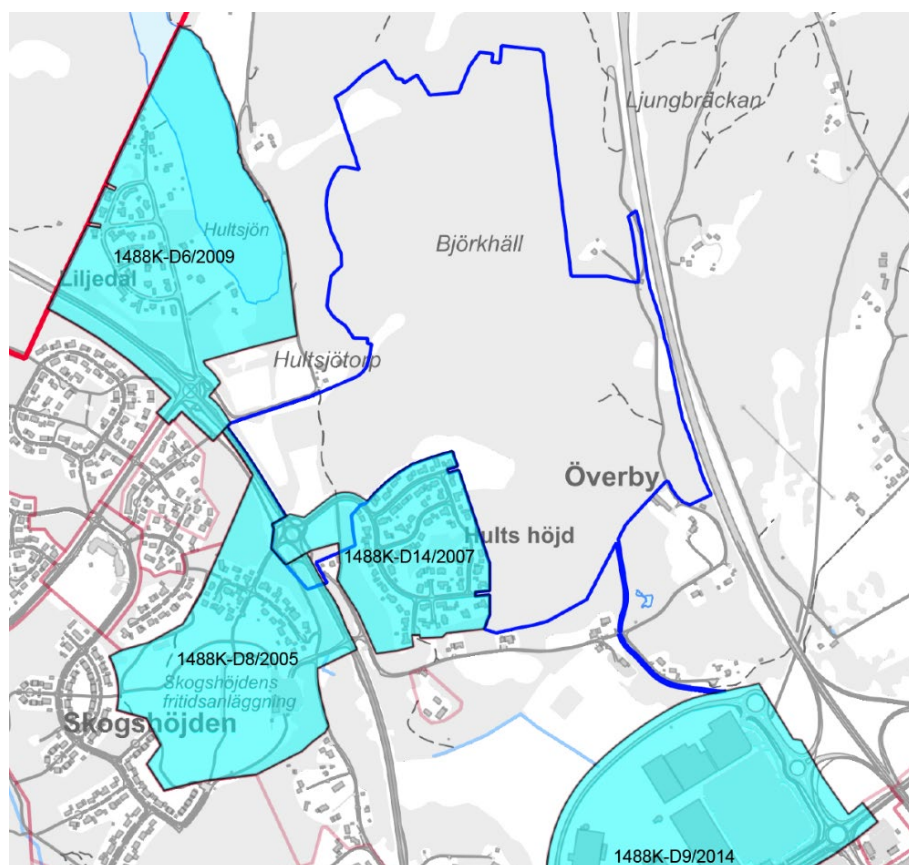 Ljungbräckan
Hultsjön
Björkhäll
1488K-D6/2009
Liljedal
Hultsjötorp
Överby
Hults höjd
1488K-D14/2007
1488K-D8/2005
Skogshöjdens
fritidsanläggning
Skogshöjden
1488K-D9/2014